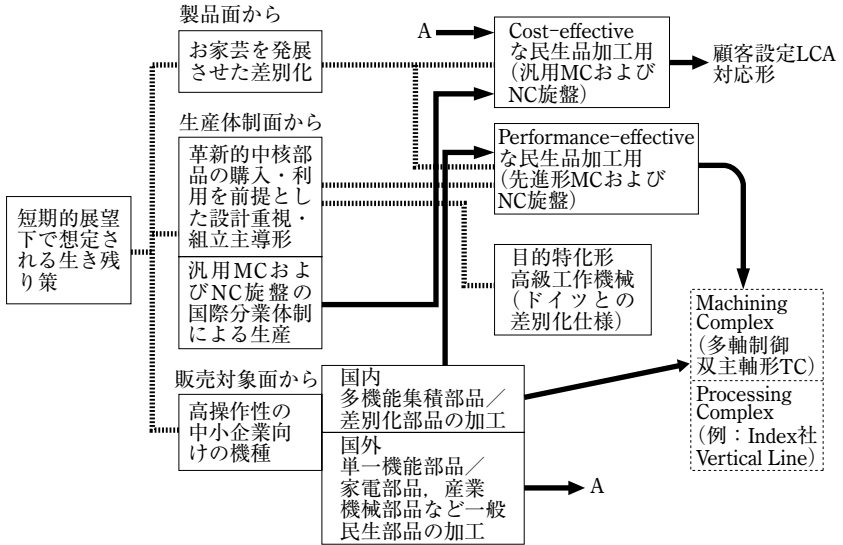 製品面から
お家芸を発展
させた差別化
生産体制面から
革新的中核部
品の購入・利
用を前提とし
た設計重視・
組立主導形
汎用MCおよ
びNC旋盤の
国際分業体制
による生産
短期的展望
下で想定さ
れる生き残
り策
販売対象面から
高操作性の
中小企業向
けの機種
国内
多機能集積部品／
差別化部品の加工
国外
単一機能部品／
家電部品，産業
機械部品など一般
民生部品の加工
A
A
Cost-effective
な民生品加工用
（汎用MCおよび
NC旋盤）
顧客設定LCA
対応形
Performance-effective
な民生品加工用
（先進形MCおよび
NC旋盤）
目的特化形
高級工作機械
（ドイツとの
差別化仕様）
Machining
Complex
（多軸制御
双主軸形TC）
Processing
Complex
（例：Index社
Vertical Line）